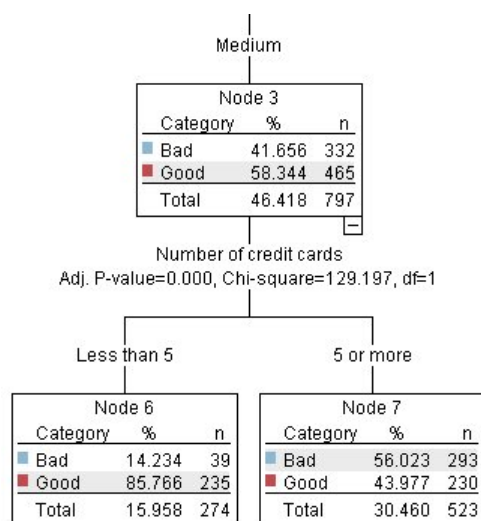 Medium
Node 3
Category % n
Bad 41.656 332
Good 58.344 465
Total 46.418 797
Number of credit cards
Adj. P-value=0.000, Chi-square=129.197, df=1
Less than 5
5 or more
Node 6
Category % n
Bad 14.234 39
Good 85.766 235
Total 15.958 274
Node 7
Category % n
Bad 56.023 293
Good 43.977 230
Total 30.460 523